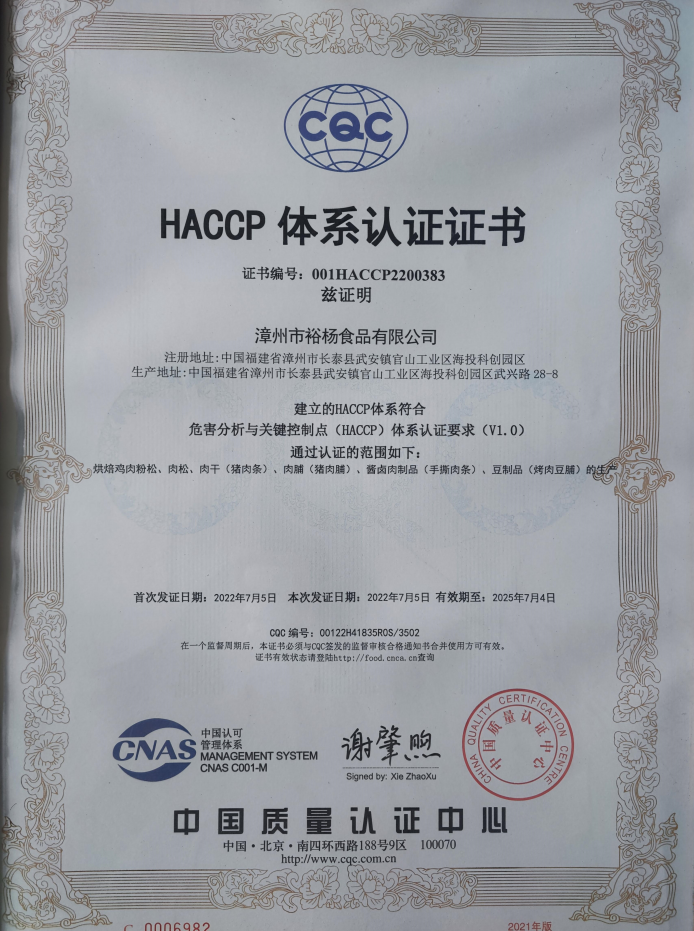 CQC
HACCP 体系认证证书
证书编号：001HACCP2200383
兹证明
漳州市裕杨食品有限公司
注册地址:中国福建省漳州市长泰县武安镇官山工业区海投科创园区
生产地址:中国福建省漳州市长泰县武安镇官山工业区海投科创园区武兴路 28-8
建立的HACCP体系符合
危害分析与关键控制点（HACCP）体系认证要求（V1.0）
通过认证的范围如下：
烘焙鸡肉粉松、肉松、肉干（猪肉条）、肉脯（猪肉脯）、酱卤肉制品（手撕肉条）、豆制品（烤肉豆脯）的生产
首次发证日期：2022年7月5日 本次发证日期：2022年7月5日 有效期至：2025年7月4日
CQC 编号：00122H41835R0S/3502
在一个监督周期后，本证书必须与CQC签发的监督审核合格通知书合并使用方可有效。
证书有效状态请登陆http://food.cnca.cn查询
CNAS
中国认可
管理体系
MANAGEMENT SYSTEM
CNAS C001-M
谢肇煦
Signed by: Xie ZhaoXu
CHINA QUALITY CERTIFICATION CENTRE
中国质量认证中心
中国质量认证中心
中国·北京·南四环西路188号9区 100070
http://www.cqc.com.cn
C 0006982
2021年版